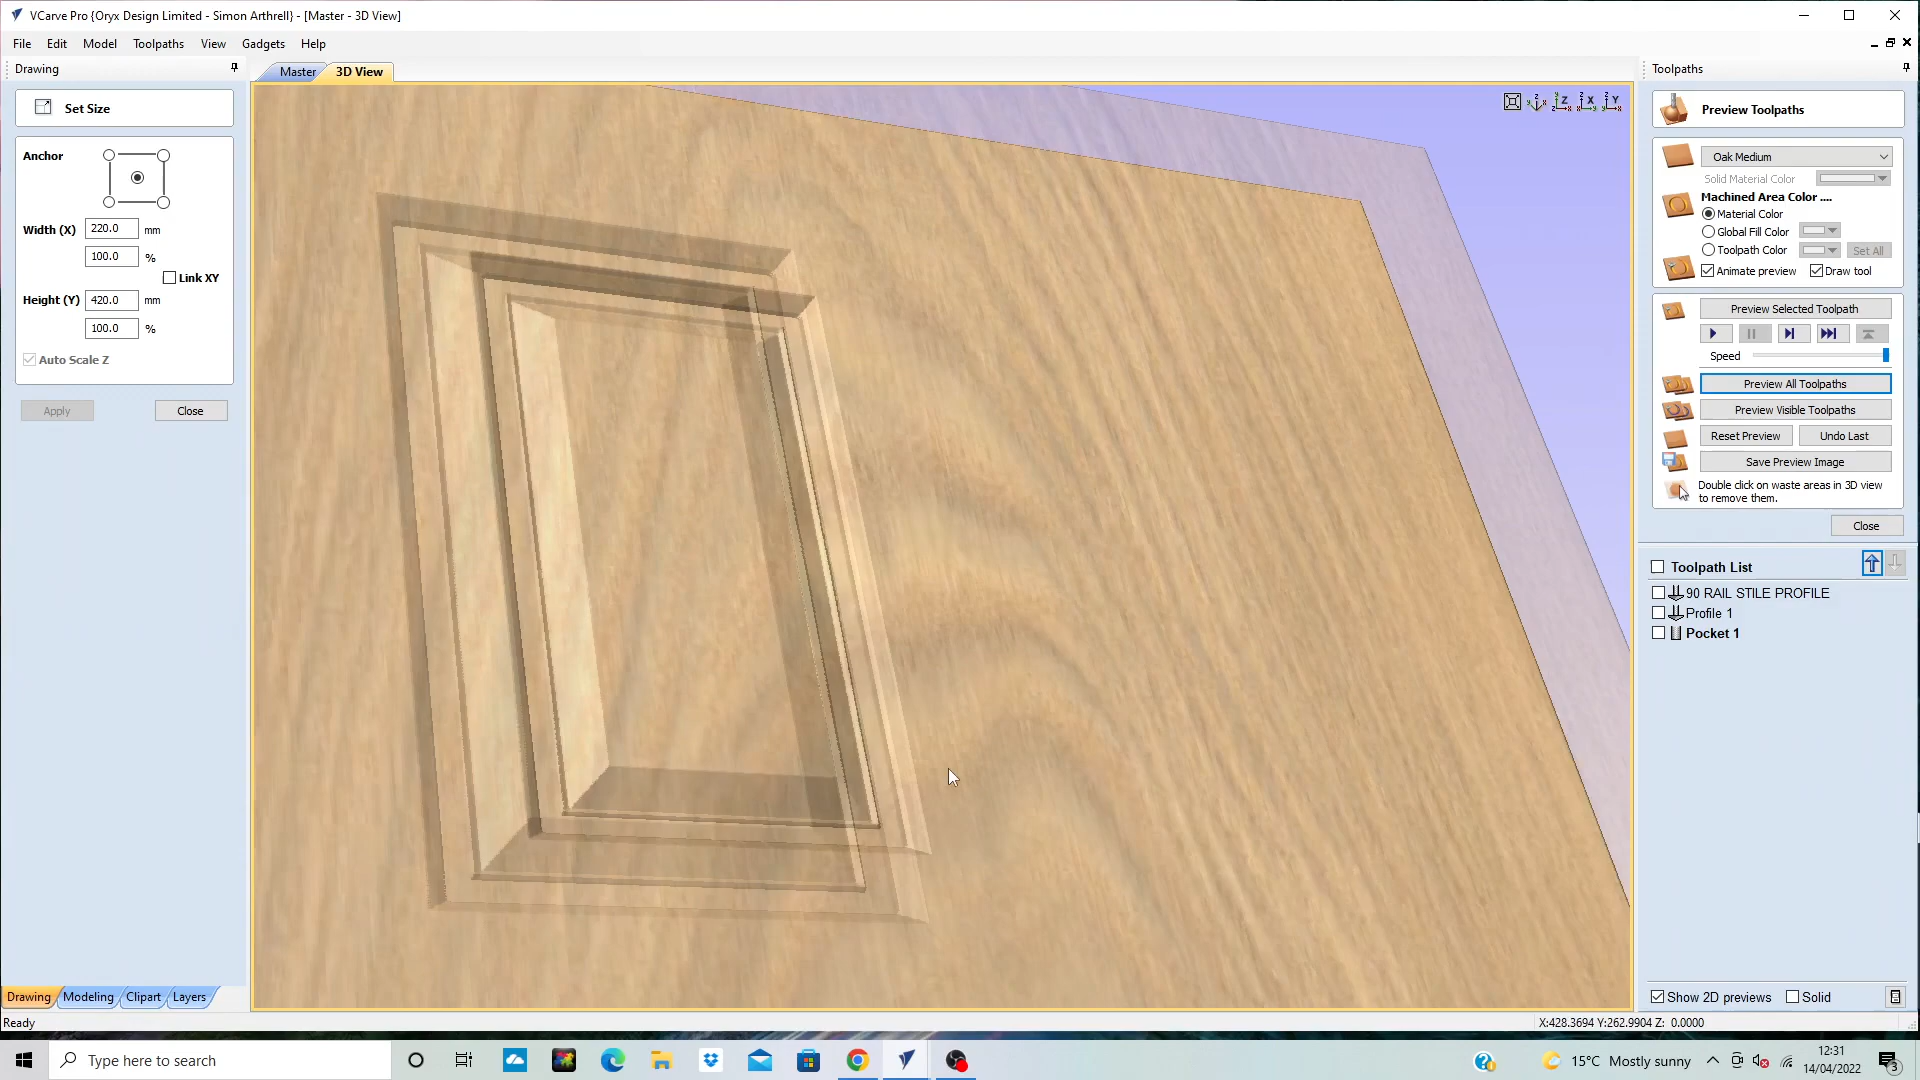 VCarve Pro {Oryx Design Limited - Simon Arthrell} - [Master - 3D View]
File Edit Model Toolpaths View Gadgets Help
Drawing
Set Size
Anchor
Width (X) 220.0 mm
100.0 %
Link XY
Height (Y) 420.0 mm
100.0 %
Auto Scale Z
Apply Close
Drawing Modeling Clipart Layers
Ready
Master 3D View
Z X Y
Toolpaths
Preview Toolpaths
Oak Medium
Solid Material Color
Machined Area Color ....
Material Color
Global Fill Color
Toolpath Color Set All
Animate preview Draw tool
Preview Selected Toolpath
Speed
Preview All Toolpaths
Preview Visible Toolpaths
Reset Preview Undo Last
Save Preview Image
Double click on waste areas in 3D view
to remove them.
Close
Toolpath List
90 RAIL STILE PROFILE
Profile 1
Pocket 1
Show 2D previews Solid
X:428.3694 Y:262.9904 Z: 0.0000
Type here to search
15°C Mostly sunny
12:31
14/04/2022
3